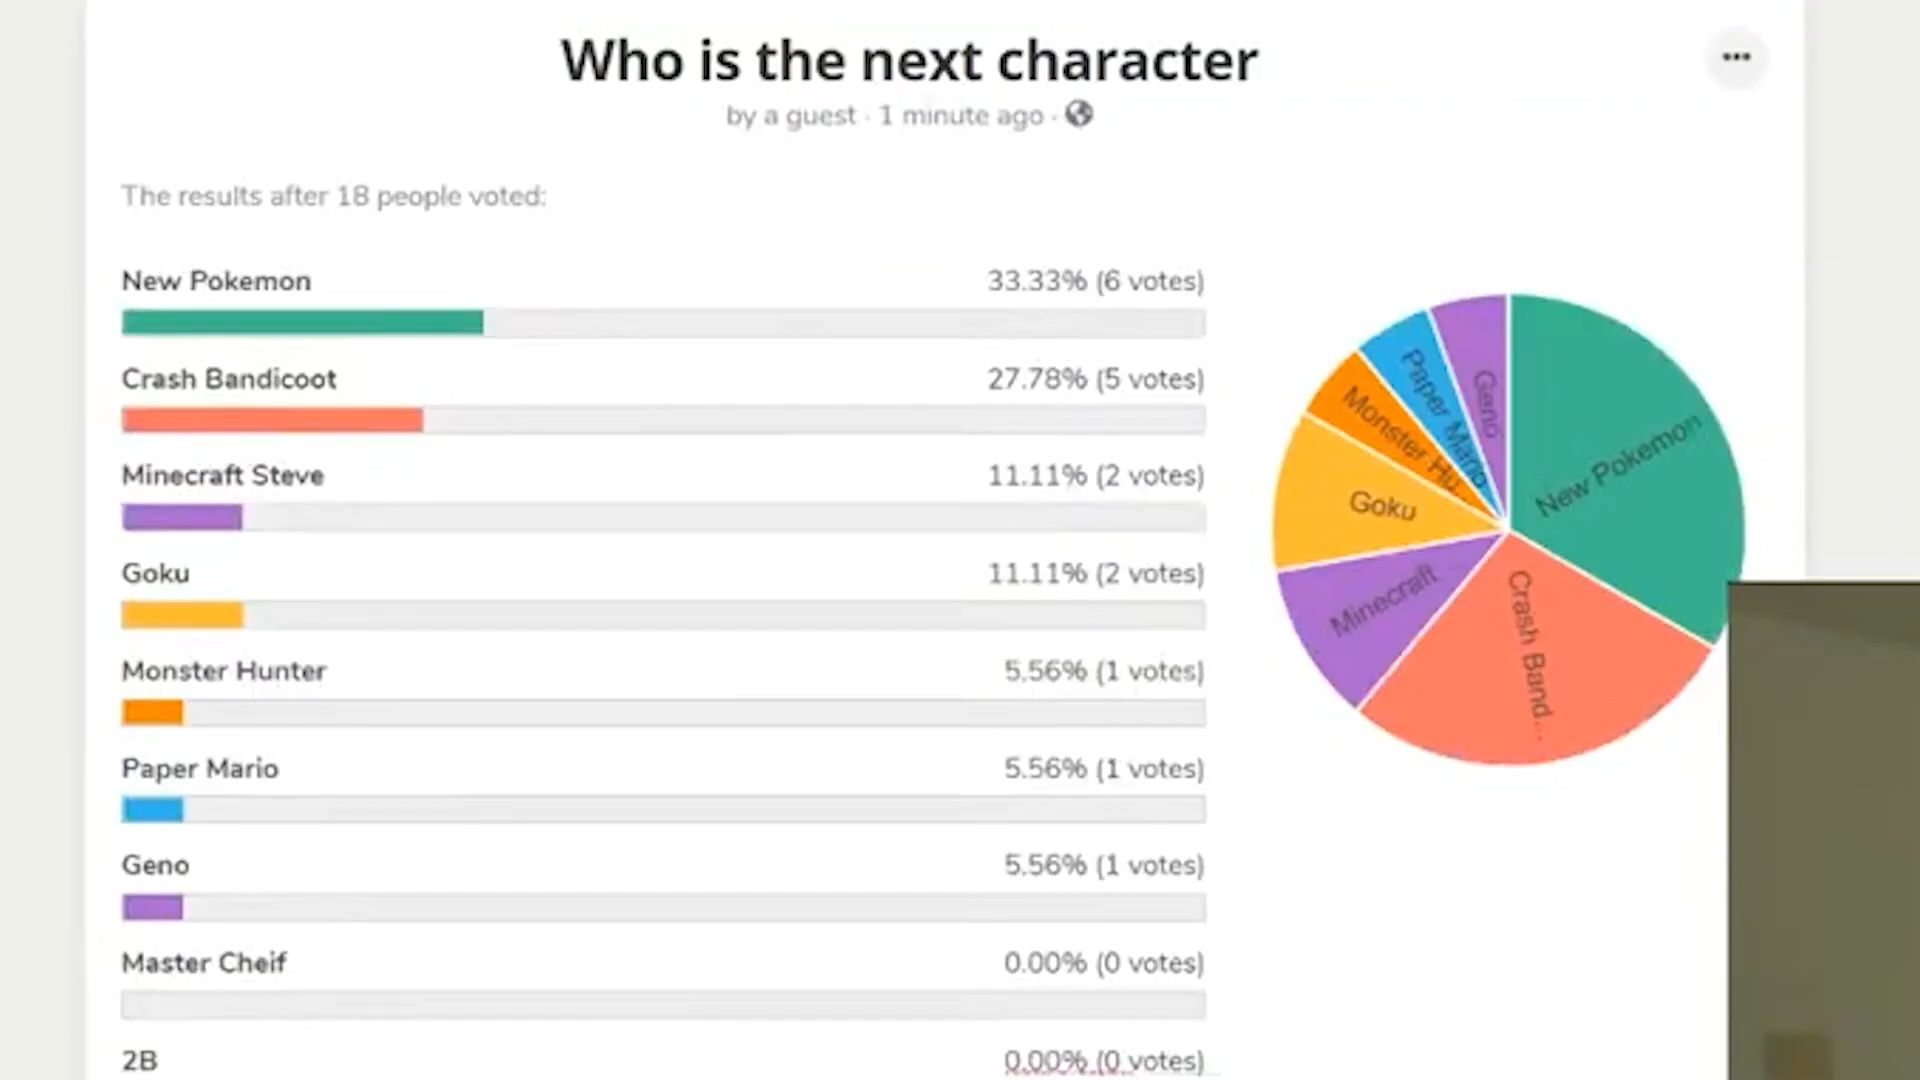 Who is the next character
by a guest · 1 minute ago ·
The results after 18 people voted:
New Pokemon 33.33% (6 votes)
Crash Bandicoot 27.78% (5 votes)
Minecraft Steve 11.11% (2 votes)
Goku 11.11% (2 votes)
Monster Hunter 5.56% (1 votes)
Paper Mario 5.56% (1 votes)
Geno 5.56% (1 votes)
Master Cheif 0.00% (0 votes)
2B 0.00% (0 votes)
New Pokemon
Crash Band...
Minecraft
Goku
Monster Hu...
Paper Mario
Geno